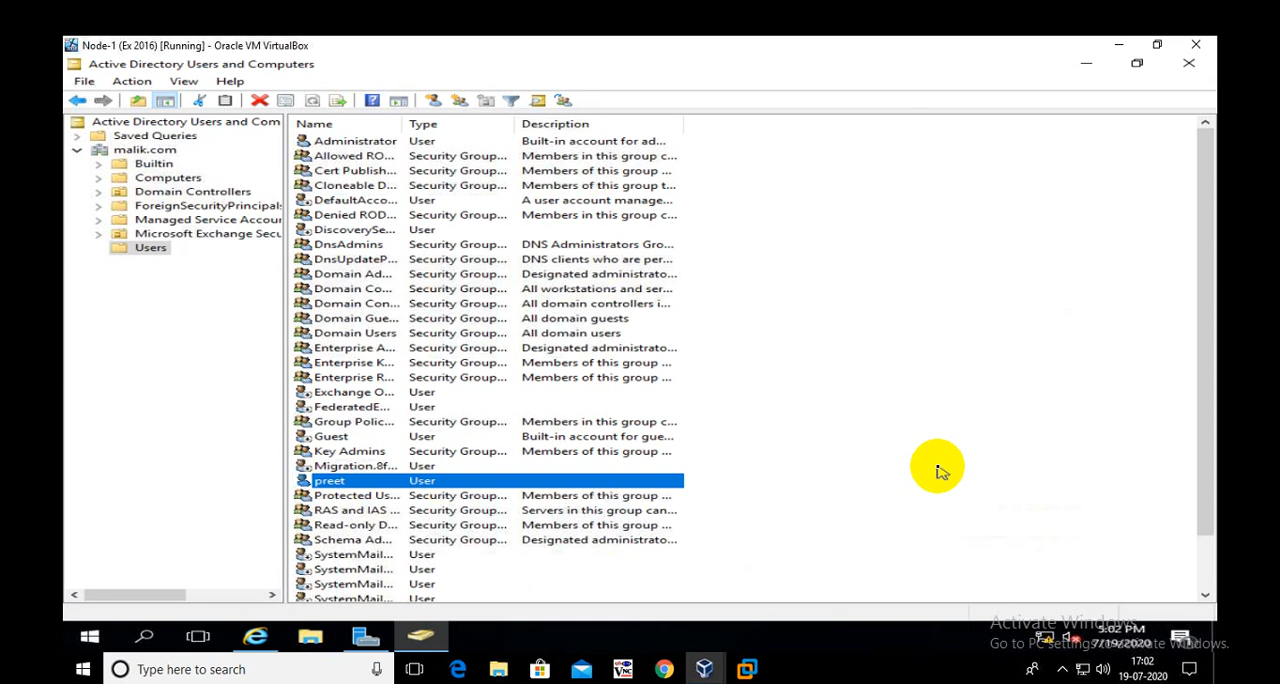 Node-1 (Ex 2016) [Running] - Oracle VM VirtualBox
Active Directory Users and Computers
File Action View Help
Active Directory Users and Com
Saved Queries
malik.com
Builtin
Computers
Domain Controllers
ForeignSecurityPrincipals
Managed Service Accour
Microsoft Exchange Secu
Users
Name Type Description
Administrator User Built-in account for ad...
Allowed RO... Security Group... Members in this group c...
Cert Publish... Security Group... Members of this group ...
Cloneable D... Security Group... Members of this group t...
DefaultAcco... User A user account manage...
Denied ROD... Security Group... Members in this group c...
DiscoverySe... User
DnsAdmins Security Group... DNS Administrators Gro...
DnsUpdateP... Security Group... DNS clients who are per...
Domain Ad... Security Group... Designated administrato...
Domain Co... Security Group... All workstations and ser...
Domain Con... Security Group... All domain controllers i...
Domain Gue... Security Group... All domain guests
Domain Users Security Group... All domain users
Enterprise A... Security Group... Designated administrato...
Enterprise K... Security Group... Members of this group ...
Enterprise R... Security Group... Members of this group ...
Exchange O... User
FederatedE... User
Group Polic... Security Group... Members in this group c...
Guest User Built-in account for gue...
Key Admins Security Group... Members of this group ...
Migration.8f... User
preet User
Protected Us... Security Group... Members of this group ...
RAS and IAS ... Security Group... Servers in this group can...
Read-only D... Security Group... Members of this group ...
Schema Ad... Security Group... Designated administrato...
SystemMail... User
SystemMail... User
SystemMail... User
SystemMail... User
Activate Windows
Go to PC settings to activate Windows.
5:02 PM
7/19/2020
Type here to search
17:02
19-07-2020